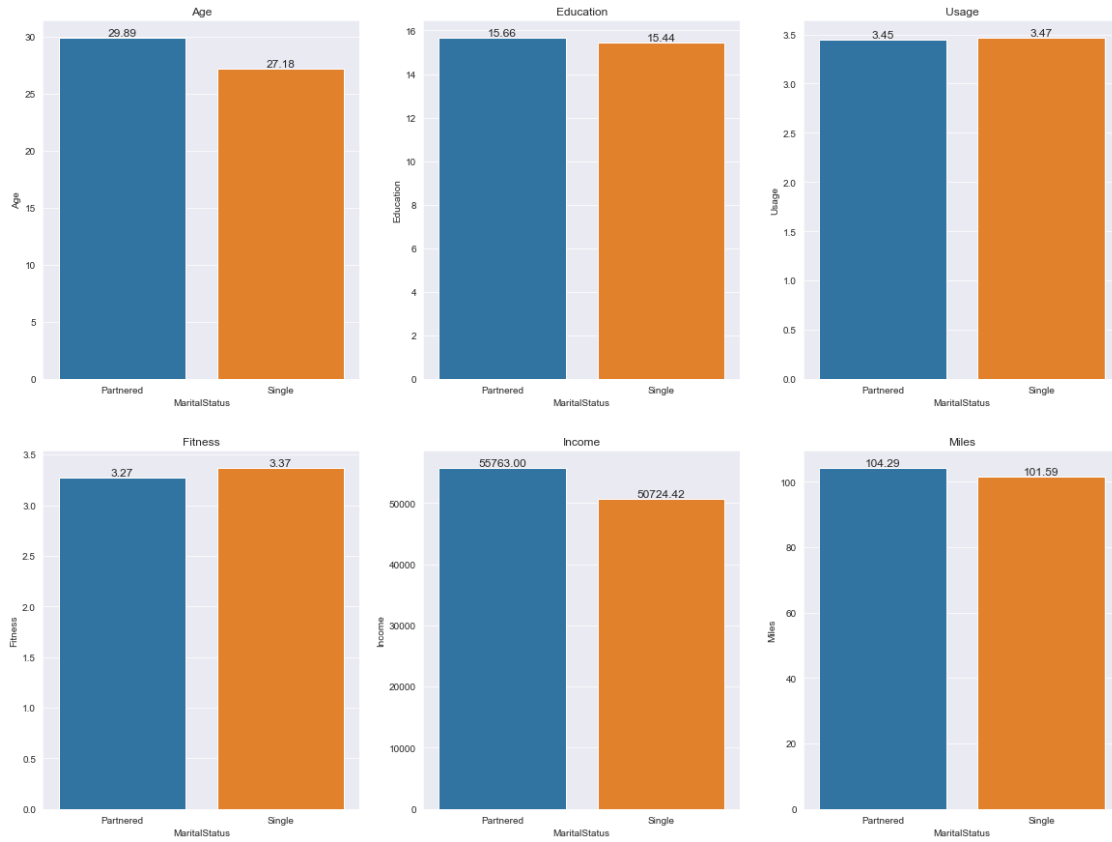 Age
Education
Usage
29.89
27.18
15.66
15.44
3.45
3.47
30
25
20
15
10
5
0
Age
16
14
12
10
8
6
4
2
0
Education
3.5
3.0
2.5
2.0
1.5
1.0
0.5
0.0
Usage
Partnered
Single
MaritalStatus
Partnered
Single
MaritalStatus
Partnered
Single
MaritalStatus
Fitness
Income
Miles
3.27
3.37
55763.00
50724.42
104.29
101.59
3.5
3.0
2.5
2.0
1.5
1.0
0.5
0.0
Fitness
50000
40000
30000
20000
10000
0
Income
100
80
60
40
20
0
Miles
Partnered
Single
MaritalStatus
Partnered
Single
MaritalStatus
Partnered
Single
MaritalStatus